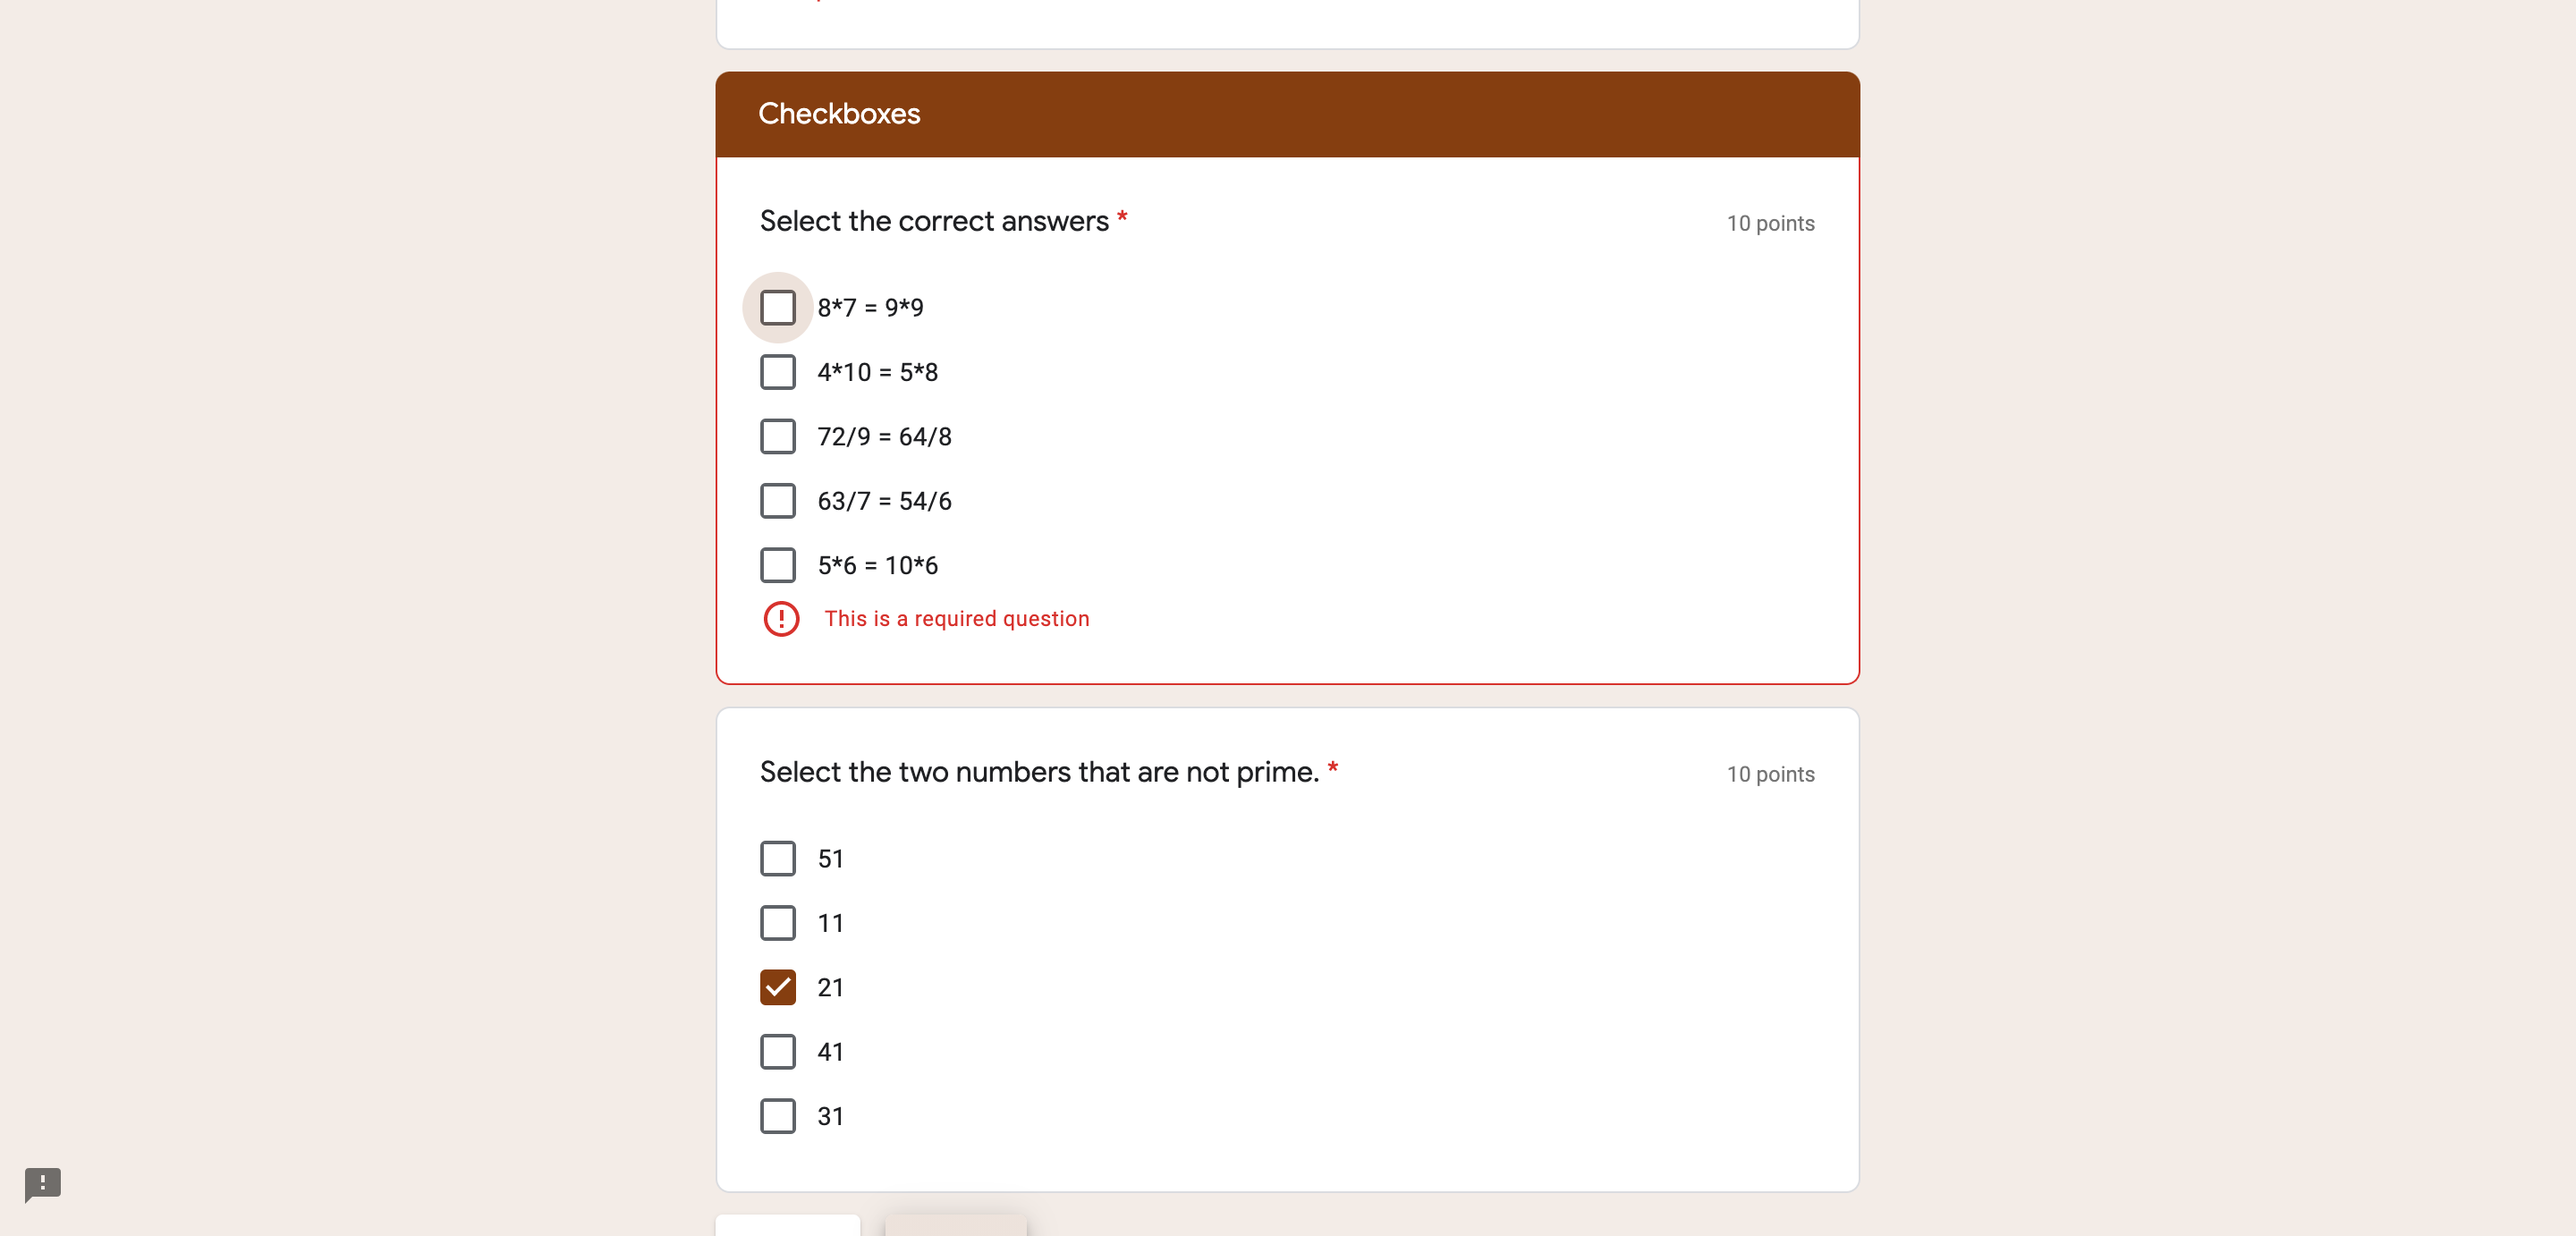 Checkboxes
Select the correct answers *
10 points
8*7 = 9*9
4*10 = 5*8
72/9 = 64/8
63/7 = 54/6
5*6 = 10*6
This is a required question
Select the two numbers that are not prime. *
10 points
51
11
21
41
31